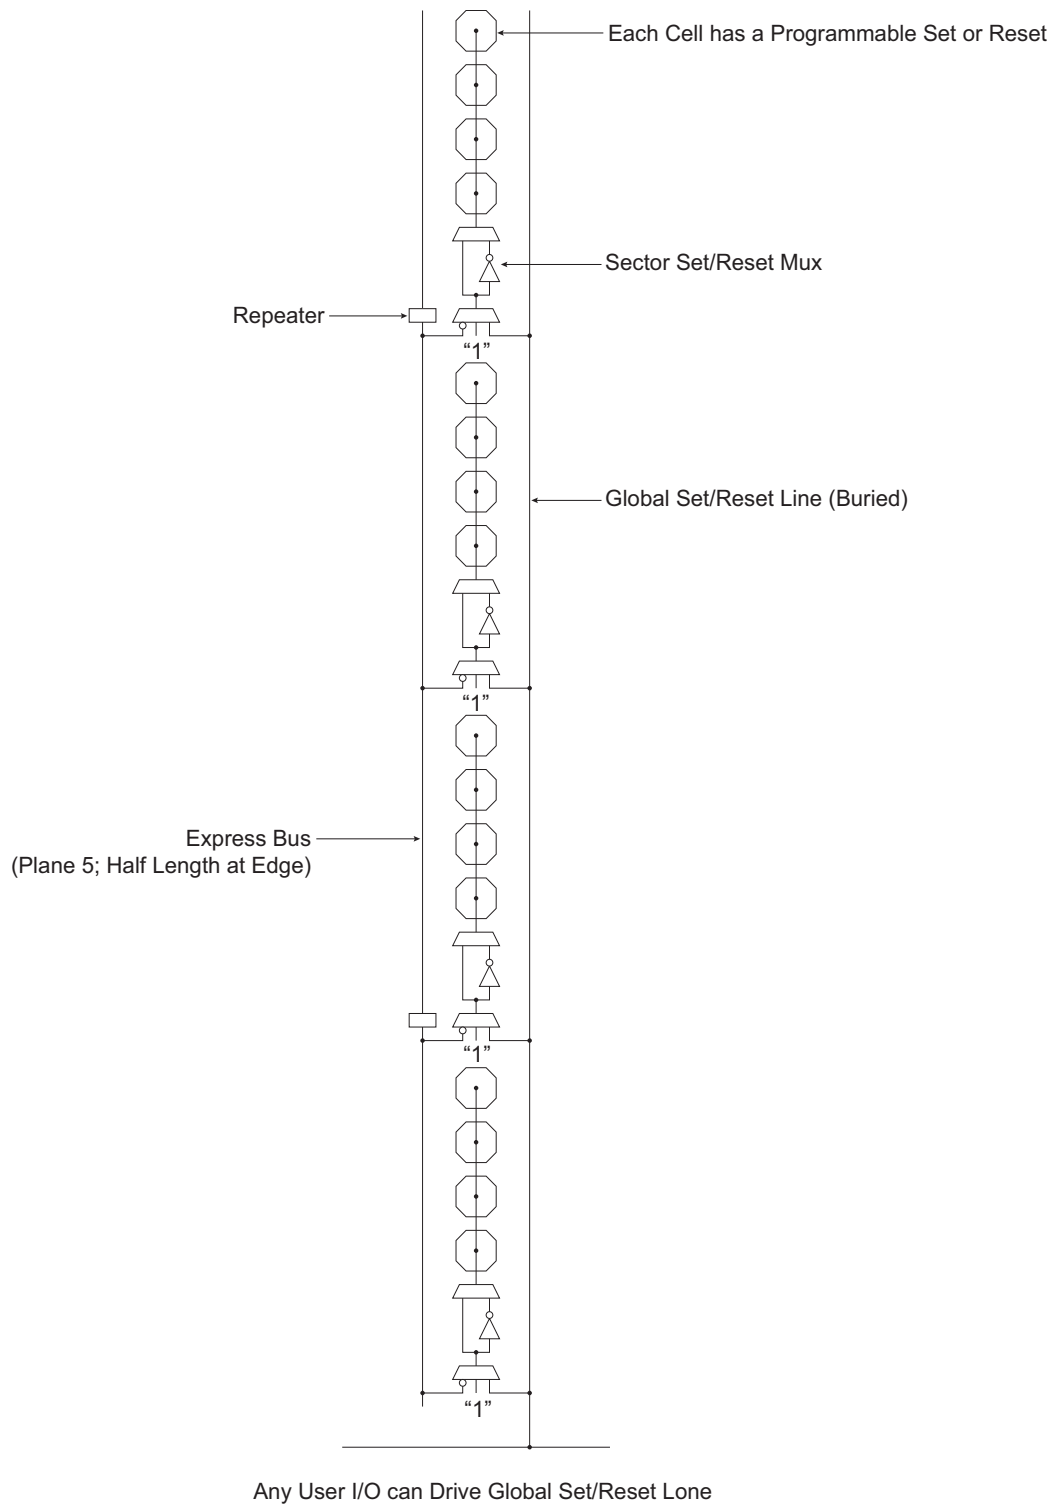 Each Cell has a Programmable Set or Reset
Sector Set/Reset Mux
Repeater
“1”
Global Set/Reset Line (Buried)
“1”
Express Bus
(Plane 5; Half Length at Edge)
“1”
“1”
Any User I/O can Drive Global Set/Reset Lone